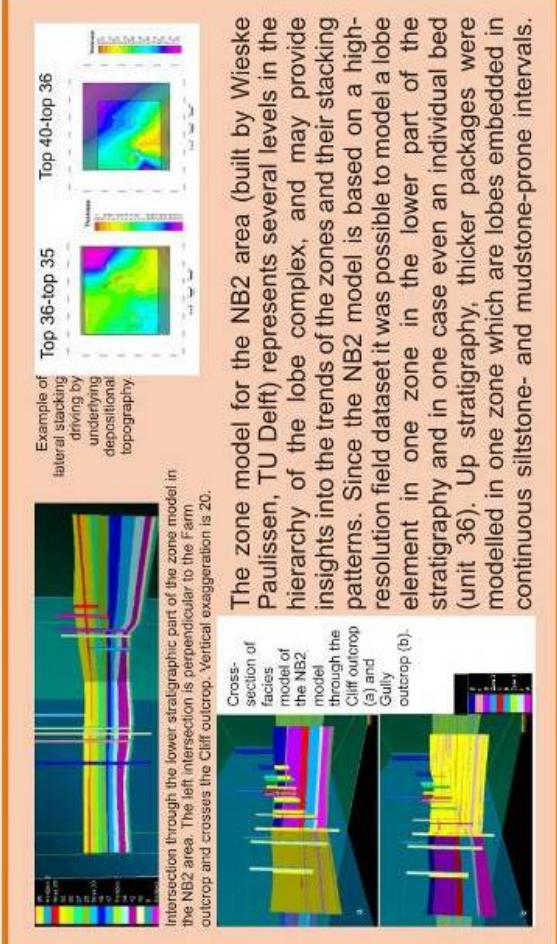 Example of
lateral stacking
driving by
underlying
depositional
topography.
Top 36-top 35
Top 40-top 36
Thickness
Thickness
Intersection through the lower stratigraphic part of the zone model in
the NB2 area. The left intersection is perpendicular to the Farm
outcrop and crosses the Cliff outcrop. Vertical exaggeration is 20.
Cross-
section of
facies
model of
the NB2
model
through the
Cliff outcrop
(a) and
Gully
outcrop (b).
a
b
The zone model for the NB2 area (built by Wieske
Paulissen, TU Delft) represents several levels in the
hierarchy of the lobe complex, and may provide
insights into the trends of the zones and their stacking
patterns. Since the NB2 model is based on a high-
resolution field dataset it was possible to model a lobe
element in one zone in the lower part of the
stratigraphy and in one case even an individual bed
(unit 36). Up stratigraphy, thicker packages were
modelled in one zone which are lobes embedded in
continuous siltstone- and mudstone-prone intervals.